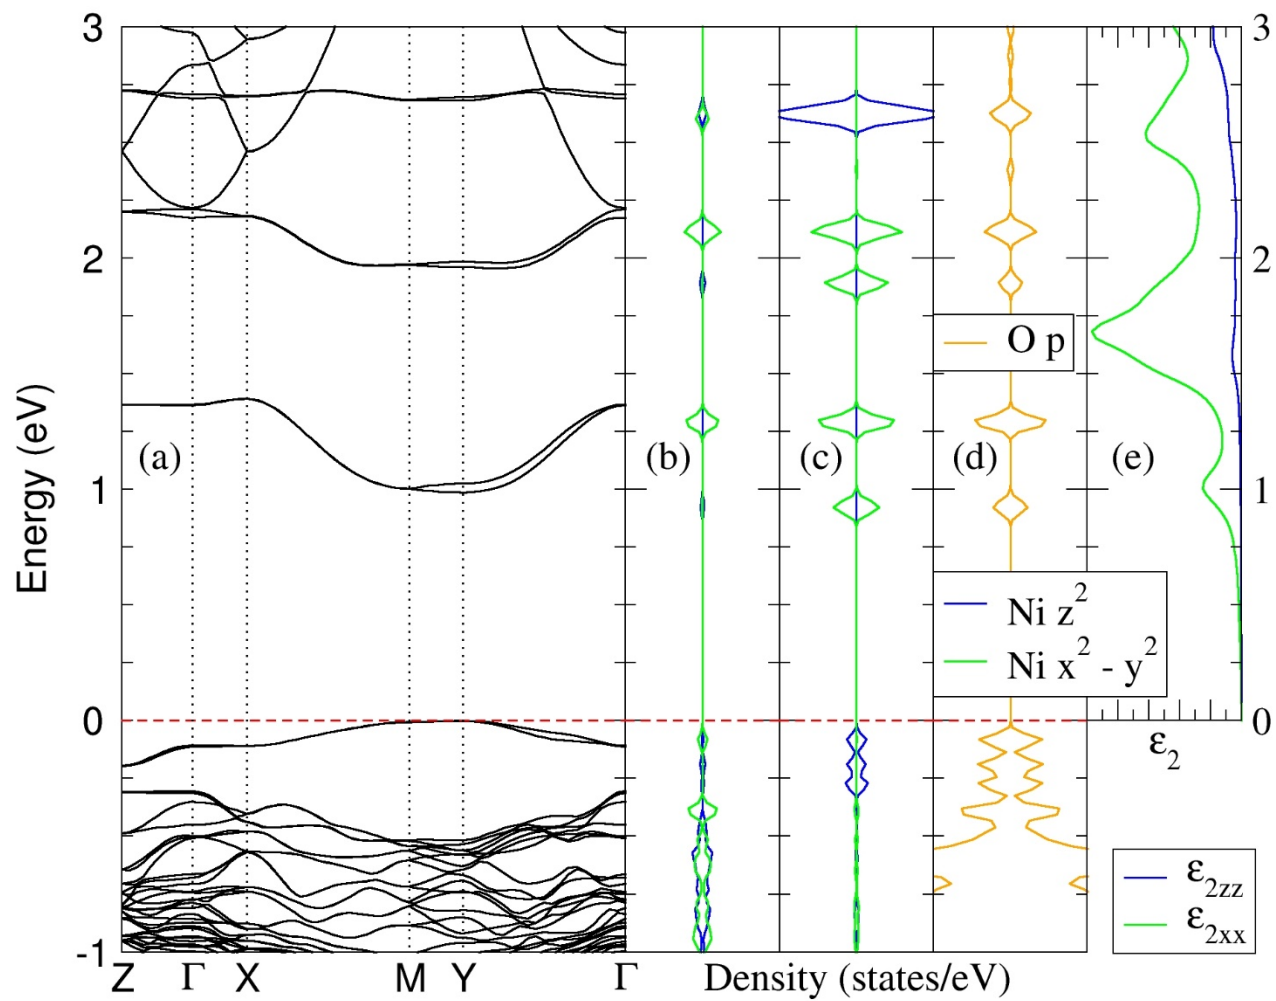 3
2
1
0
-1
Energy (eV)
(a)
(b)
(c)
(d)
(e)
O p
Ni z²
Ni x² - y²
ε₂
ε₂zz
ε₂xx
3
2
1
0
Z Γ X M Y Γ
Density (states/eV)